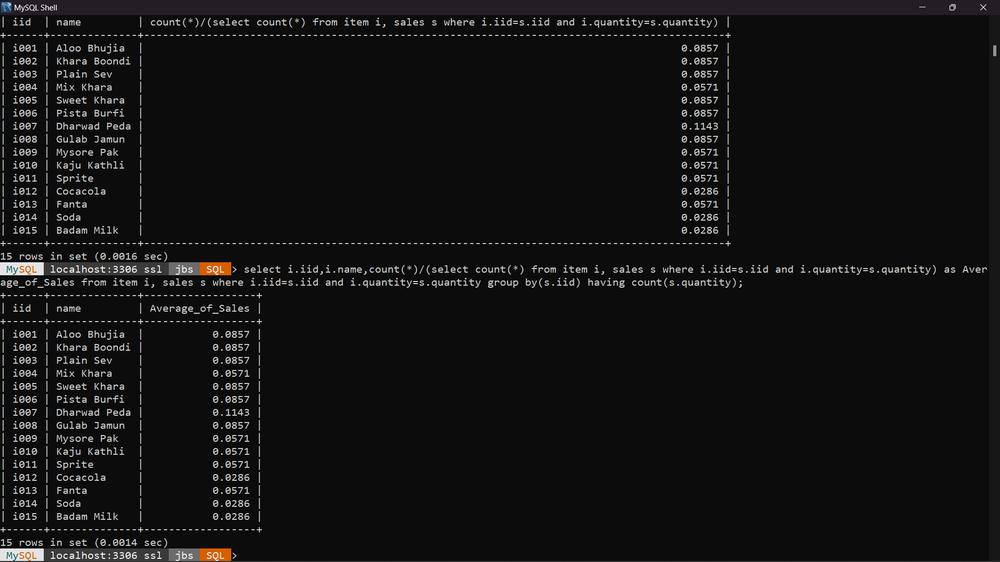 MySQL Shell
| iid  | name         | count(*)/(select count(*) from item i, sales s where i.iid=s.iid and i.quantity=s.quantity) |
+------+--------------+---------------------------------------------------------------------------------------------+
| i001 | Aloo Bhujia  |                                                                                      0.0857 |
| i002 | Khara Boondi |                                                                                      0.0857 |
| i003 | Plain Sev    |                                                                                      0.0857 |
| i004 | Mix Khara    |                                                                                      0.0571 |
| i005 | Sweet Khara  |                                                                                      0.0857 |
| i006 | Pista Burfi  |                                                                                      0.0857 |
| i007 | Dharwad Peda |                                                                                      0.1143 |
| i008 | Gulab Jamun  |                                                                                      0.0857 |
| i009 | Mysore Pak   |                                                                                      0.0571 |
| i010 | Kaju Kathli  |                                                                                      0.0571 |
| i011 | Sprite       |                                                                                      0.0571 |
| i012 | Cocacola     |                                                                                      0.0286 |
| i013 | Fanta        |                                                                                      0.0571 |
| i014 | Soda         |                                                                                      0.0286 |
| i015 | Badam Milk   |                                                                                      0.0286 |
+------+--------------+---------------------------------------------------------------------------------------------+
15 rows in set (0.0016 sec)
MySQL localhost:3306 ssl jbs SQL > select i.iid,i.name,count(*)/(select count(*) from item i, sales s where i.iid=s.iid and i.quantity=s.quantity) as Aver
age_of_Sales from item i, sales s where i.iid=s.iid and i.quantity=s.quantity group by(s.iid) having count(s.quantity);
+------+--------------+------------------+
| iid  | name         | Average_of_Sales |
+------+--------------+------------------+
| i001 | Aloo Bhujia  |           0.0857 |
| i002 | Khara Boondi |           0.0857 |
| i003 | Plain Sev    |           0.0857 |
| i004 | Mix Khara    |           0.0571 |
| i005 | Sweet Khara  |           0.0857 |
| i006 | Pista Burfi  |           0.0857 |
| i007 | Dharwad Peda |           0.1143 |
| i008 | Gulab Jamun  |           0.0857 |
| i009 | Mysore Pak   |           0.0571 |
| i010 | Kaju Kathli  |           0.0571 |
| i011 | Sprite       |           0.0571 |
| i012 | Cocacola     |           0.0286 |
| i013 | Fanta        |           0.0571 |
| i014 | Soda         |           0.0286 |
| i015 | Badam Milk   |           0.0286 |
+------+--------------+------------------+
15 rows in set (0.0014 sec)
MySQL localhost:3306 ssl jbs SQL >